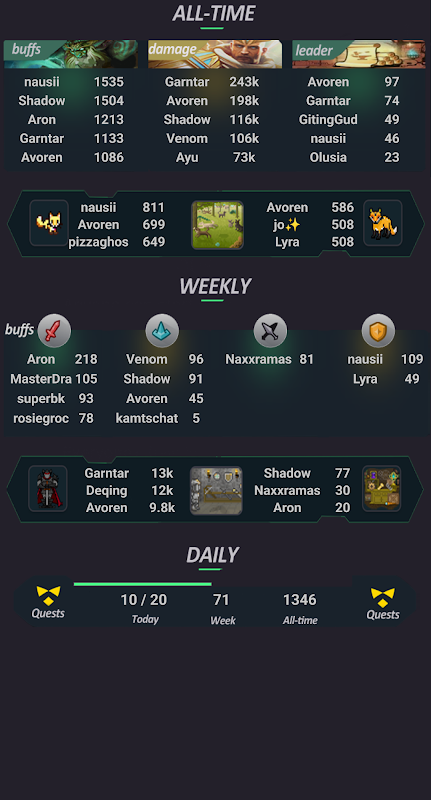 ALL-TIME
buffs damage leader
nausii 1535 Garntar 243k Avoren 97
Shadow 1504 Avoren 198k Garntar 74
Aron 1213 Shadow 116k GitingGud 49
Garntar 1133 Venom 106k nausii 46
Avoren 1086 Ayu 73k Olusia 23
nausii 811 Avoren 586
Avoren 699 jo✨ 508
pizzaghos 649 Lyra 508
WEEKLY
buffs
Aron 218 Venom 96 Naxxramas 81 nausii 109
MasterDra 105 Shadow 91 Lyra 49
superbk 93 Avoren 45
rosiegroc 78 kamtschat 5
Garntar 13k Shadow 77
Deqing 12k Naxxramas 30
Avoren 9.8k Aron 20
DAILY
10 / 20 71 1346
Quests Today Week All-time Quests